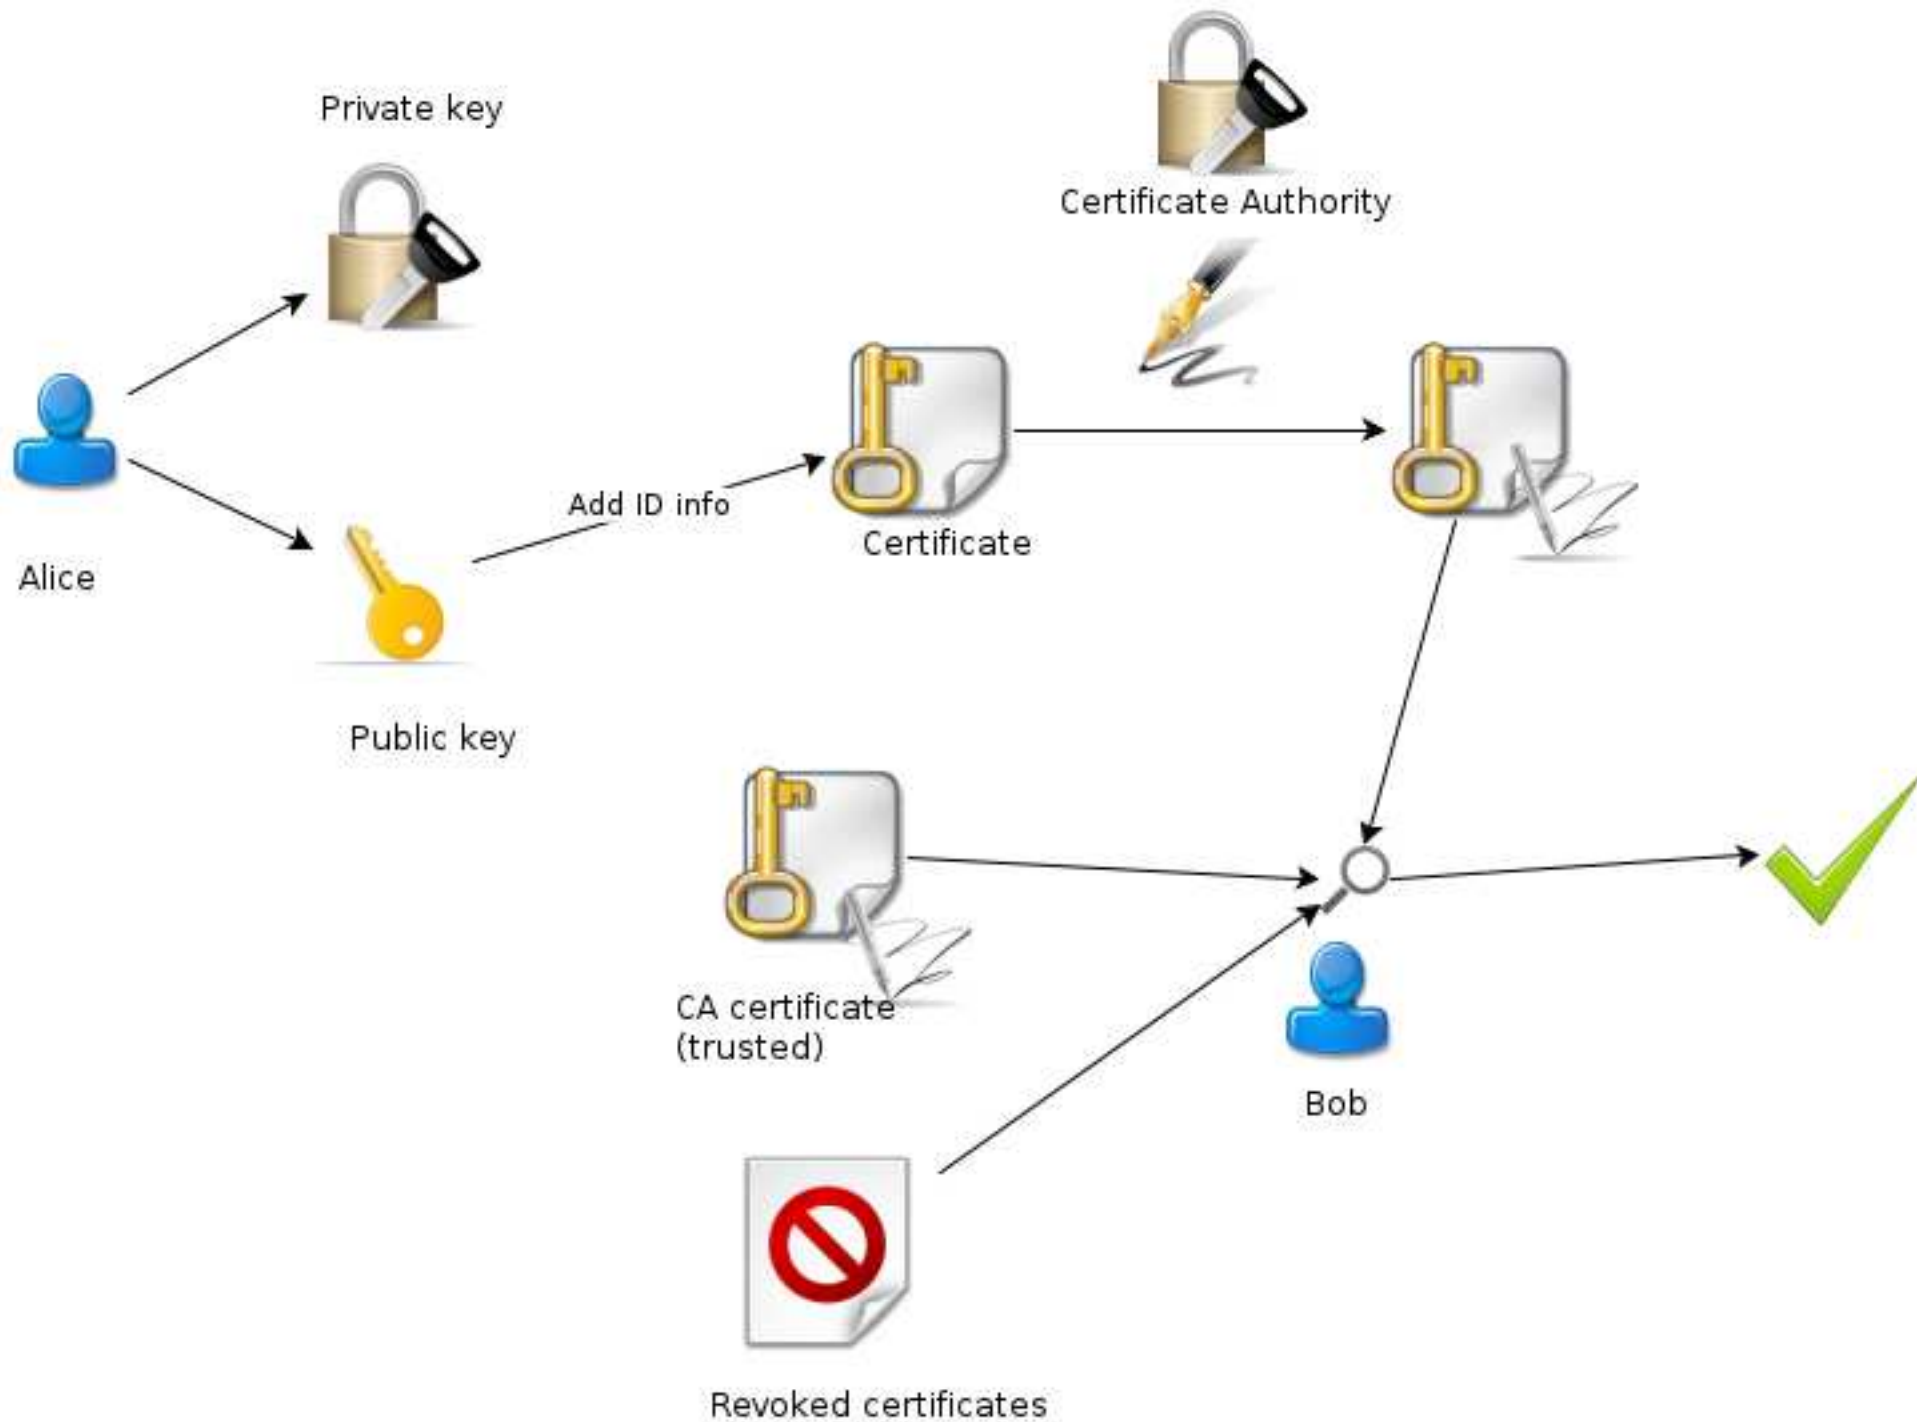 Private key
Certificate Authority
Add ID info
Certificate
Alice
Public key
CA certificate
(trusted)
Bob
Revoked certificates